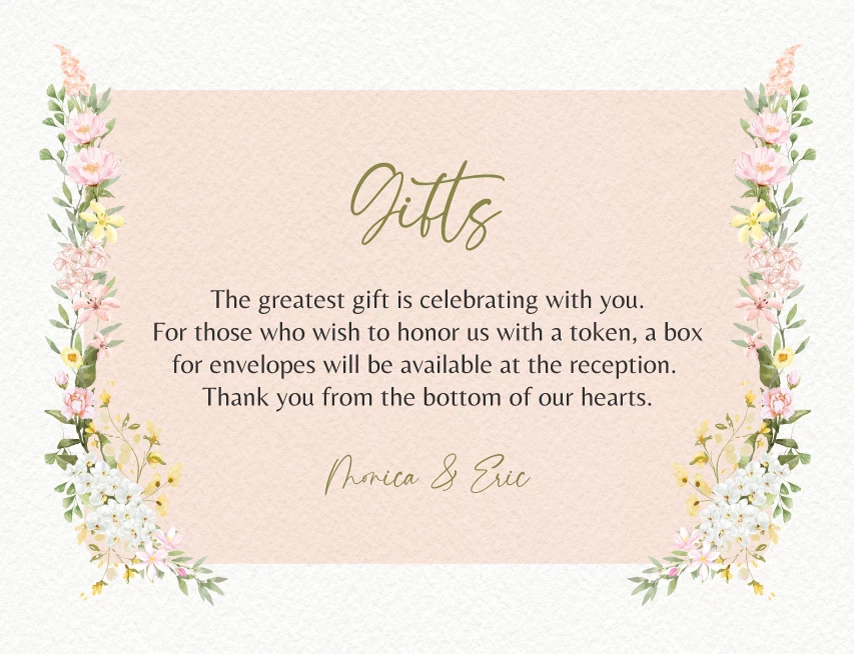 Gifts
The greatest gift is celebrating with you.
For those who wish to honor us with a token, a box
for envelopes will be available at the reception.
Thank you from the bottom of our hearts.
Monica & Eric